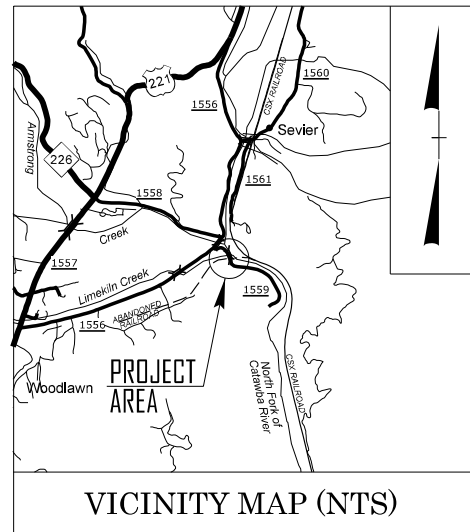 221
1556
CSX RAILROAD
1560
Sevier
Armstrong
226
1558
1561
Creek
1557
Limekiln Creek
1559
ABANDONED
RAILROAD
1556
PROJECT
AREA
Woodlawn
North Fork of
Catawba River
CSX RAILROAD
VICINITY MAP (NTS)